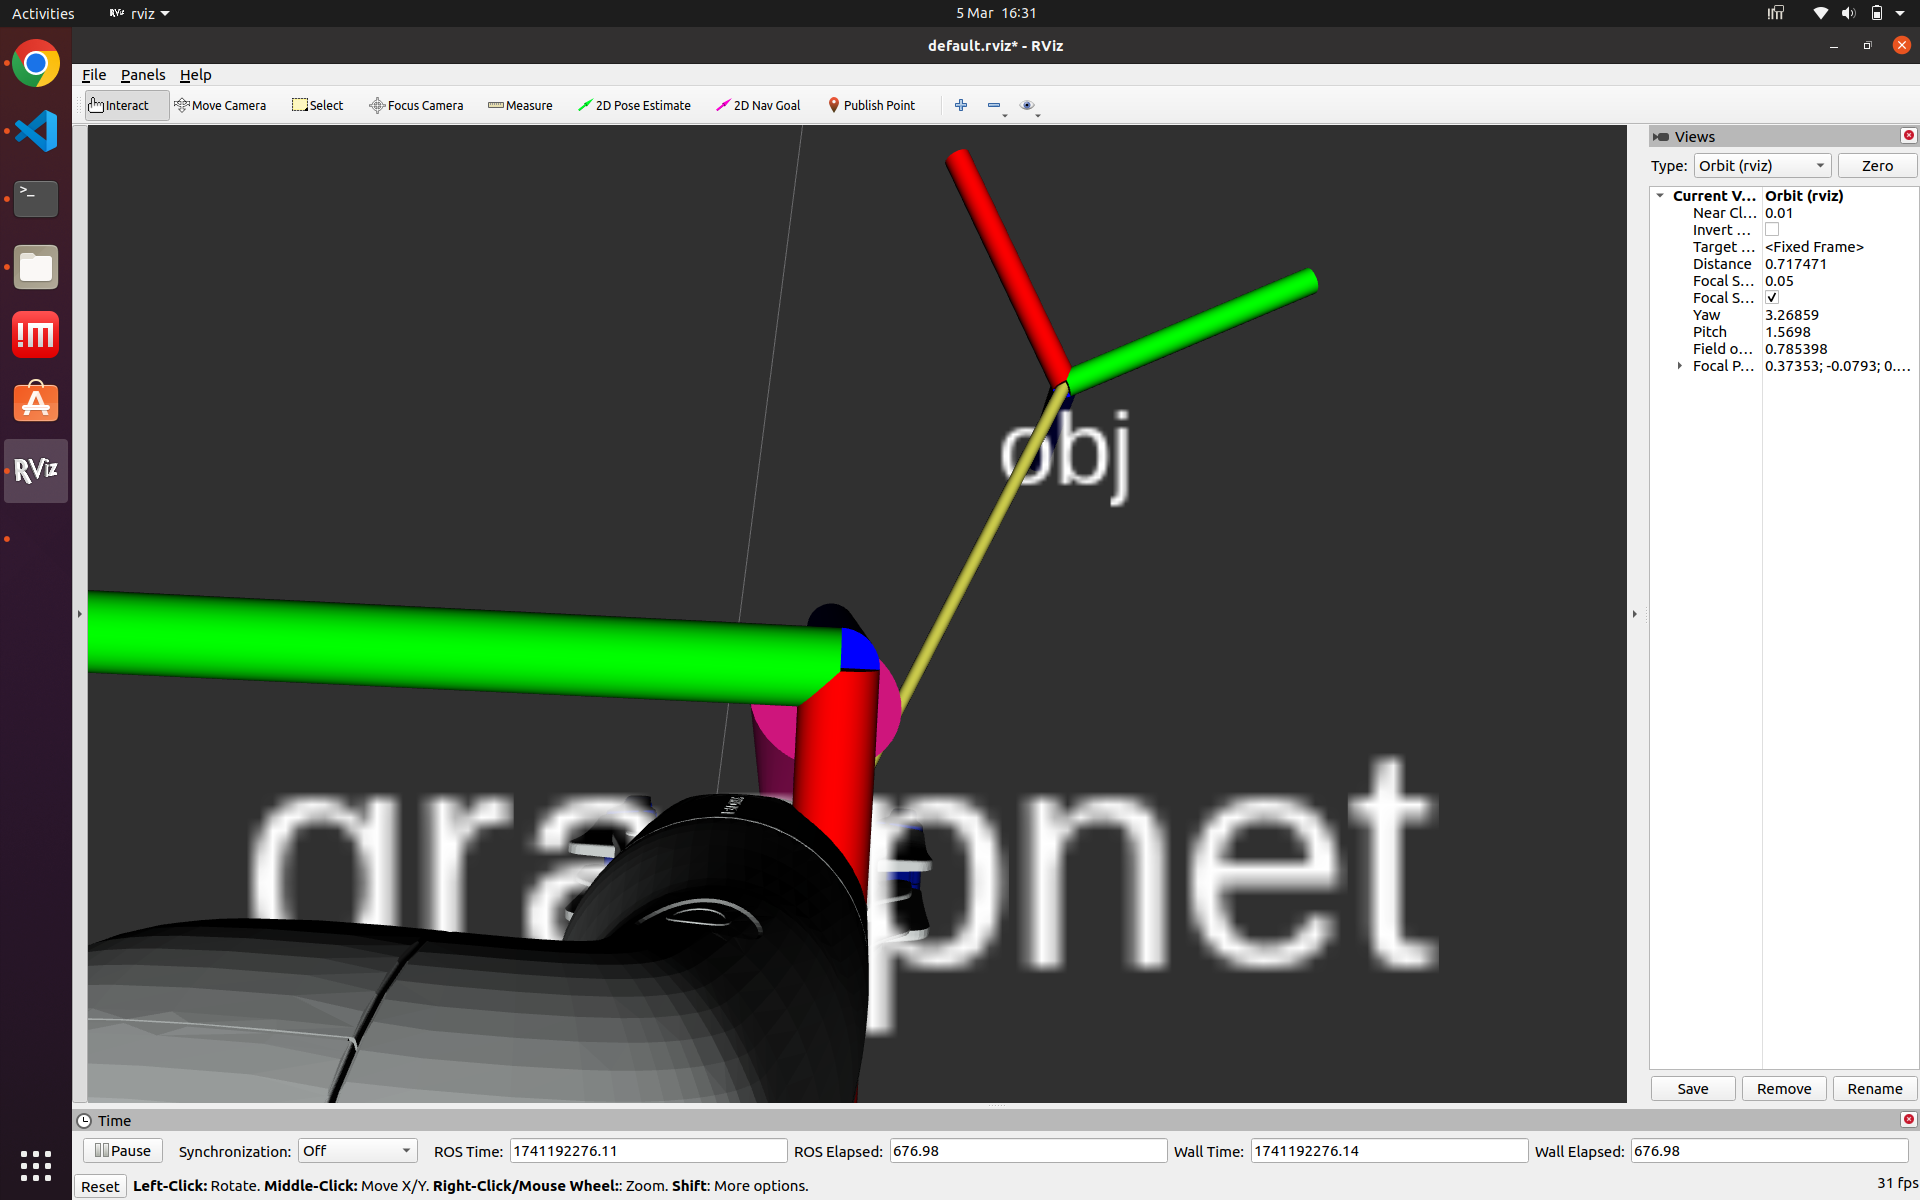 Activities rviz 5 Mar 16:31
default.rviz* - RViz
File Panels Help
Interact Move Camera Select Focus Camera Measure 2D Pose Estimate 2D Nav Goal Publish Point
Views
Type: Orbit (rviz) Zero
Current V... Orbit (rviz)
Near Cl... 0.01
Invert ...
Target ... <Fixed Frame>
Distance 0.717471
Focal S... 0.05
Focal S...
Yaw 3.26859
Pitch 1.5698
Field o... 0.785398
Focal P... 0.37353; -0.0793; 0....
RViz
obj
Save Remove Rename
Time
Pause Synchronization: Off ROS Time: 1741192276.11 ROS Elapsed: 676.98 Wall Time: 1741192276.14 Wall Elapsed: 676.98
Reset Left-Click: Rotate. Middle-Click: Move X/Y. Right-Click/Mouse Wheel:: Zoom. Shift: More options. 31 fps